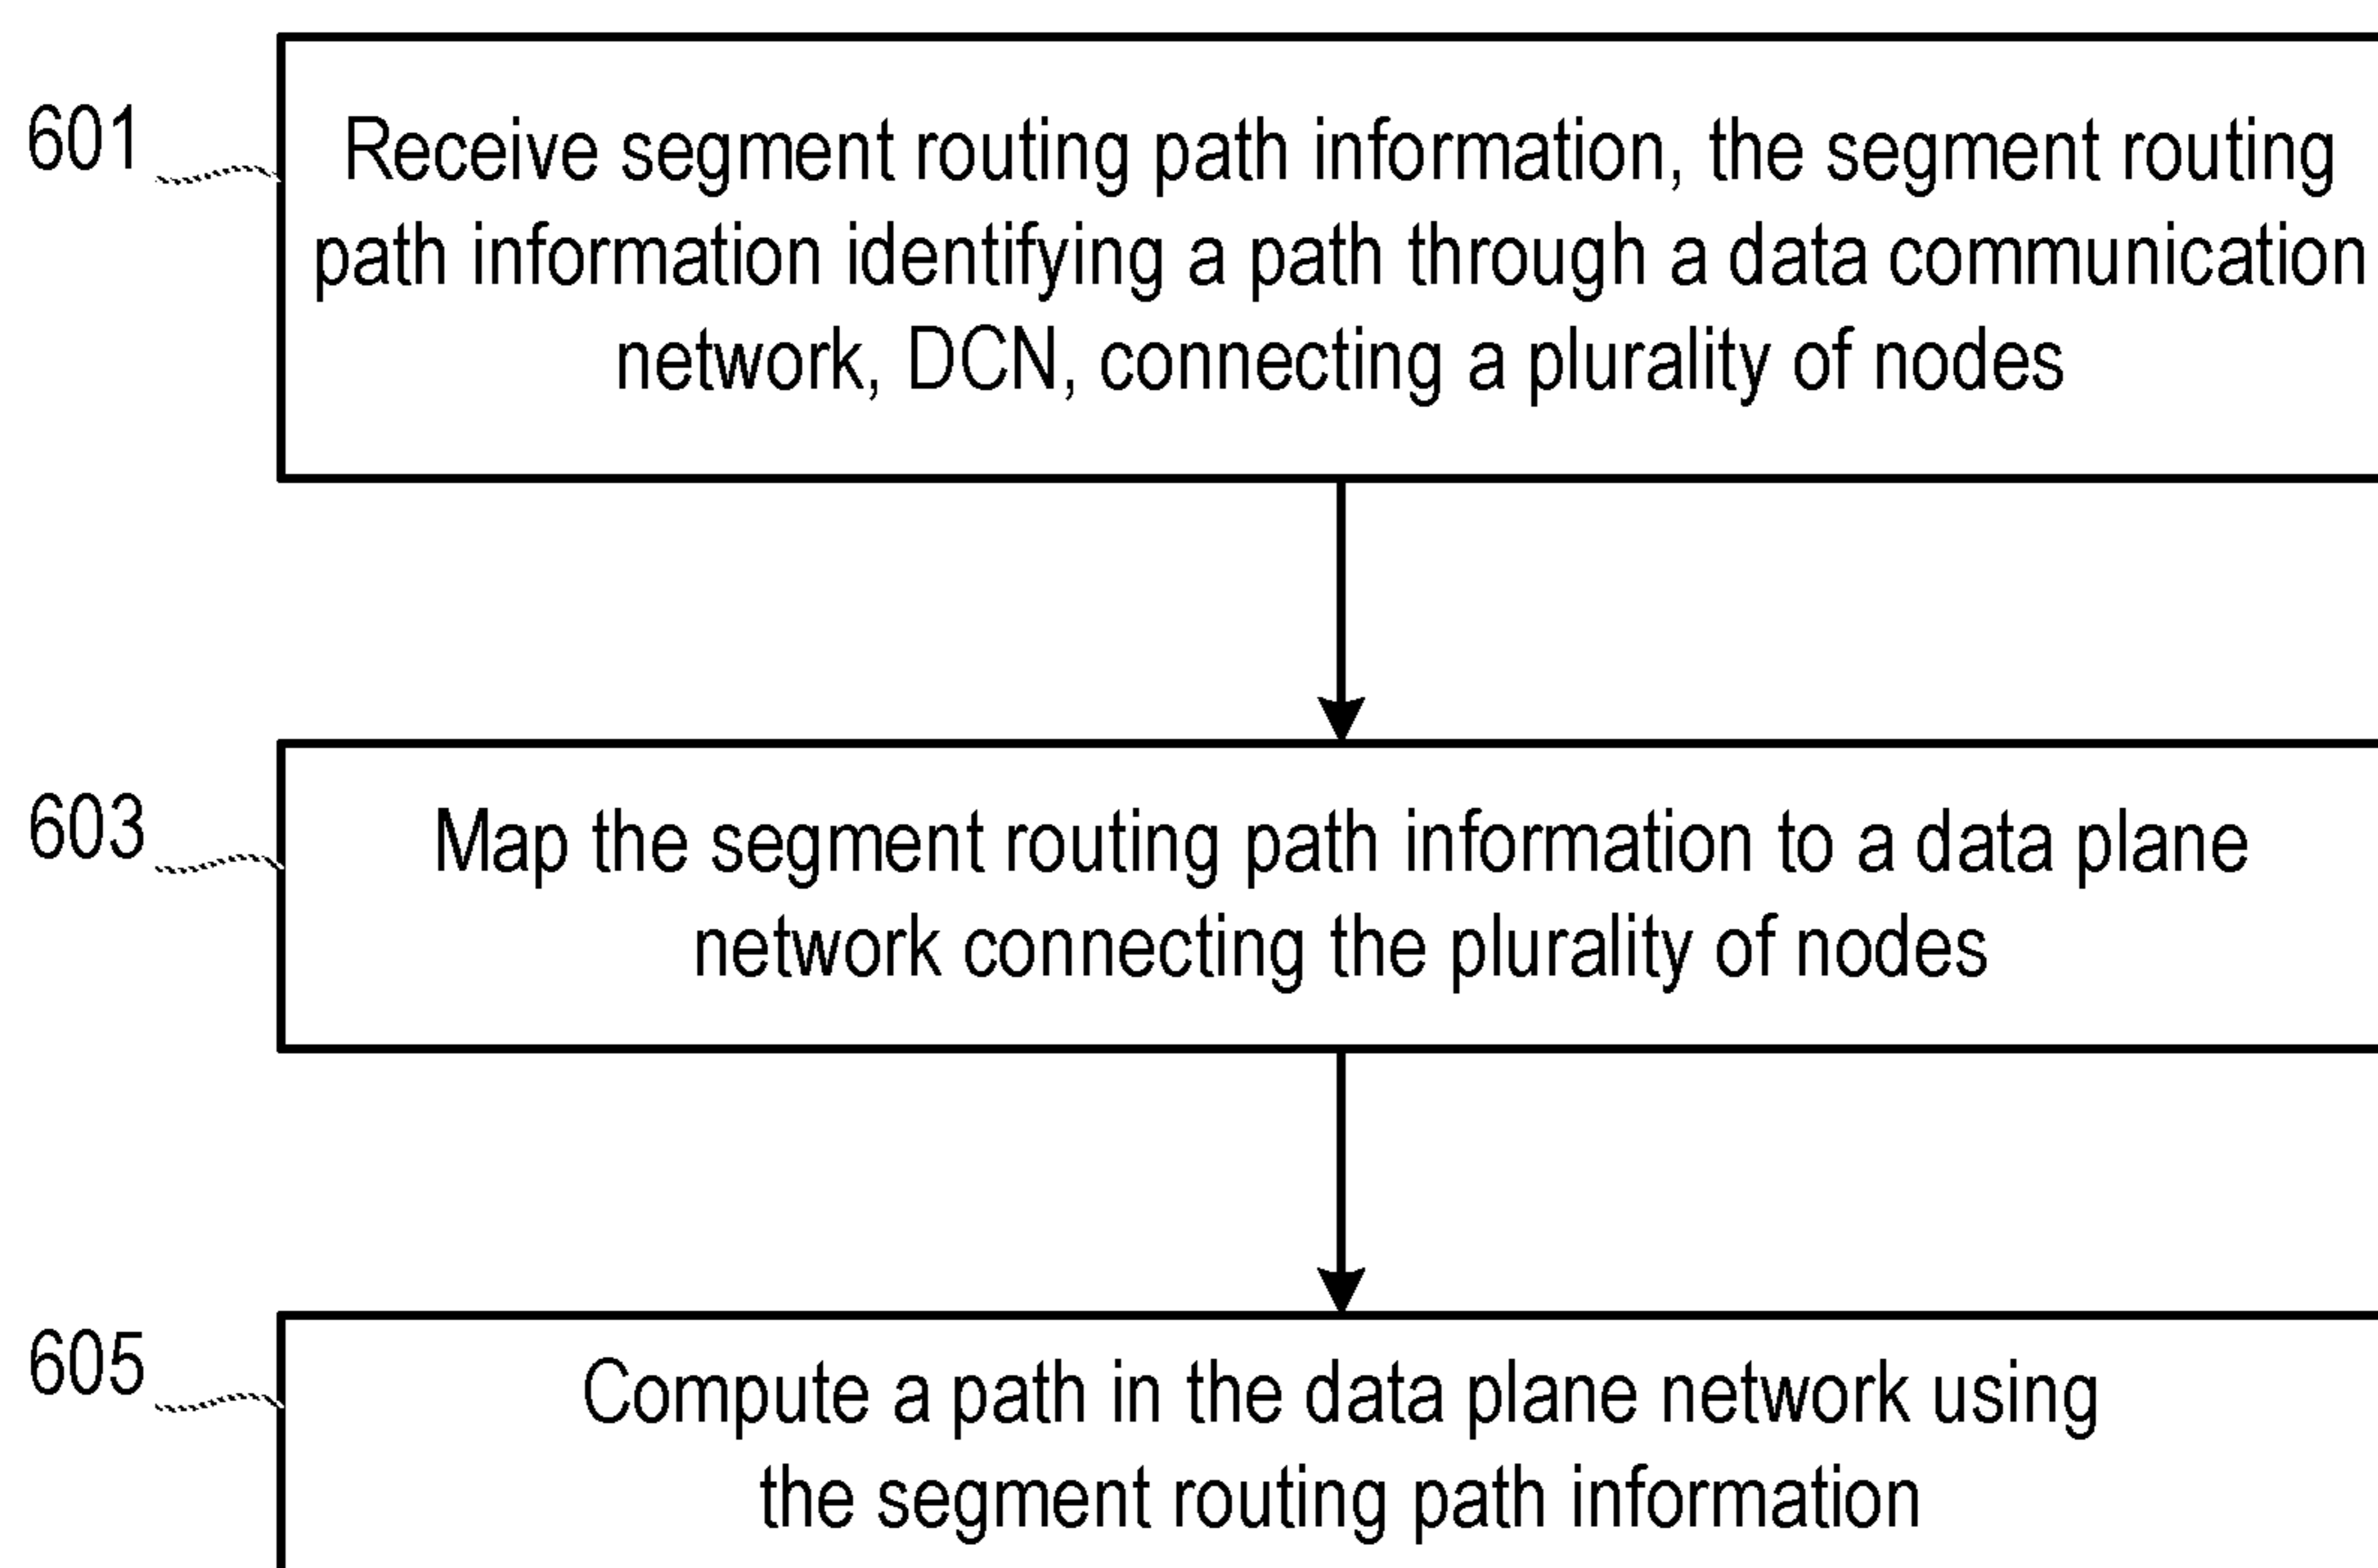 601
Receive segment routing path information, the segment routing
path information identifying a path through a data communication
network, DCN, connecting a plurality of nodes
603
Map the segment routing path information to a data plane
network connecting the plurality of nodes
605
Compute a path in the data plane network using
the segment routing path information